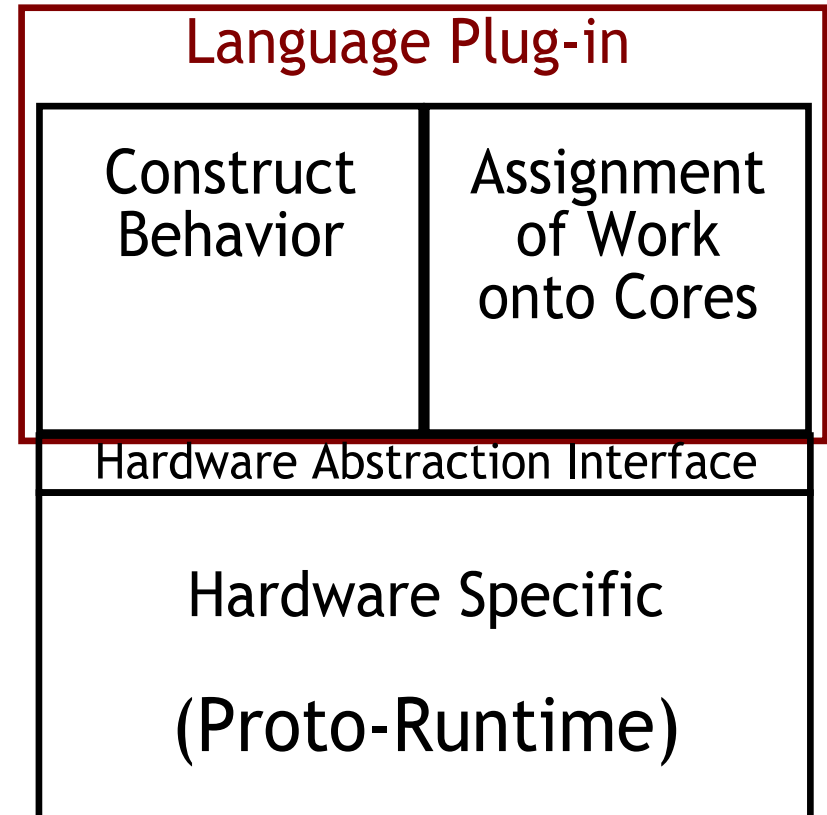 Language Plug-in
Construct
Behavior
Assignment
of Work
onto Cores
Hardware Abstraction Interface
Hardware Specific
(Proto-Runtime)